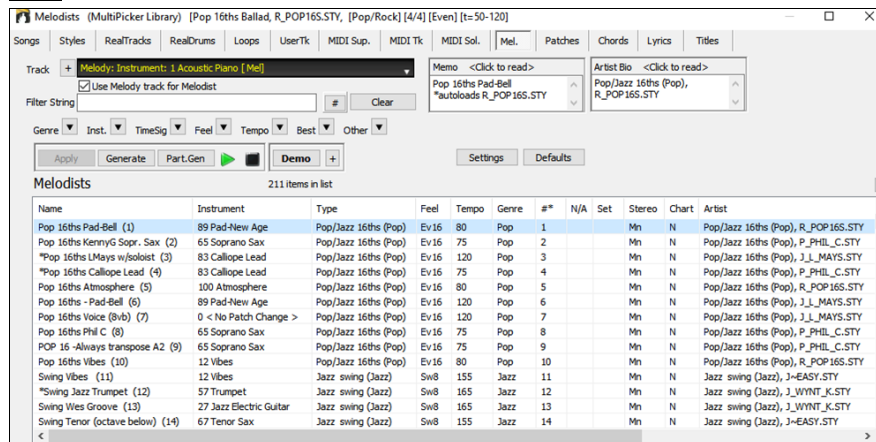 Melodists (MultiPicker Library) [Pop 16ths Ballad, R_POP16S.STY, [Pop/Rock] [4/4] [Even] [t=50-120]
Songs Styles RealTracks RealDrums Loops UserTk MIDI Sup. MIDI Tk MIDI Sol. Mel. Patches Chords Lyrics Titles
Track + Melody: Instrument: 1 Acoustic Piano [ Mel] Memo <Click to read> Artist Bio <Click to read>
Use Melody track for Melodist Pop 16ths Pad-Bell Pop/Jazz 16ths (Pop),
Filter String # Clear *autoloads R_POP16S.STY R_POP16S.STY
Genre Inst. TimeSig Feel Tempo Best Other
Apply Generate Part.Gen Demo + Settings Defaults
Melodists 211 items in list
Name Instrument Type Feel Tempo Genre #* N/A Set Stereo Chart Artist
Pop 16ths Pad-Bell (1) 89 Pad-New Age Pop/Jazz 16ths (Pop) Ev16 80 Pop 1 Mn N Pop/Jazz 16ths (Pop), R_POP16S.STY
Pop 16ths KennyG Sopr. Sax (2) 65 Soprano Sax Pop/Jazz 16ths (Pop) Ev16 75 Pop 2 Mn N Pop/Jazz 16ths (Pop), P_PHIL_C.STY
*Pop 16ths LMays w/soloist (3) 83 Calliope Lead Pop/Jazz 16ths (Pop) Ev16 120 Pop 3 Mn N Pop/Jazz 16ths (Pop), J_L_MAYS.STY
*Pop 16ths Calliope Lead (4) 83 Calliope Lead Pop/Jazz 16ths (Pop) Ev16 75 Pop 4 Mn N Pop/Jazz 16ths (Pop), P_PHIL_C.STY
Pop 16ths Atmosphere (5) 100 Atmosphere Pop/Jazz 16ths (Pop) Ev16 80 Pop 5 Mn N Pop/Jazz 16ths (Pop), R_POP16S.STY
Pop 16ths - Pad-Bell (6) 89 Pad-New Age Pop/Jazz 16ths (Pop) Ev16 120 Pop 6 Mn N Pop/Jazz 16ths (Pop), J_L_MAYS.STY
Pop 16ths Voice (8vb) (7) 0 < No Patch Change > Pop/Jazz 16ths (Pop) Ev16 120 Pop 7 Mn N Pop/Jazz 16ths (Pop), J_L_MAYS.STY
Pop 16ths Phil C (8) 65 Soprano Sax Pop/Jazz 16ths (Pop) Ev16 75 Pop 8 Mn N Pop/Jazz 16ths (Pop), P_PHIL_C.STY
POP 16 -Always transpose A2 (9) 65 Soprano Sax Pop/Jazz 16ths (Pop) Ev16 75 Pop 9 Mn N Pop/Jazz 16ths (Pop), P_PHIL_C.STY
Pop 16ths Vibes (10) 12 Vibes Pop/Jazz 16ths (Pop) Ev16 80 Pop 10 Mn N Pop/Jazz 16ths (Pop), R_POP16S.STY
Swing Vibes (11) 12 Vibes Jazz swing (Jazz) Sw8 155 Jazz 11 Mn N Jazz swing (Jazz), J~EASY.STY
*Swing Jazz Trumpet (12) 57 Trumpet Jazz swing (Jazz) Sw8 165 Jazz 12 Mn N Jazz swing (Jazz), J_WYNT_K.STY
Swing Wes Groove (13) 27 Jazz Electric Guitar Jazz swing (Jazz) Sw8 165 Jazz 13 Mn N Jazz swing (Jazz), J_WYNT_K.STY
Swing Tenor (octave below) (14) 67 Tenor Sax Jazz swing (Jazz) Sw8 155 Jazz 14 Mn N Jazz swing (Jazz), J~EASY.STY